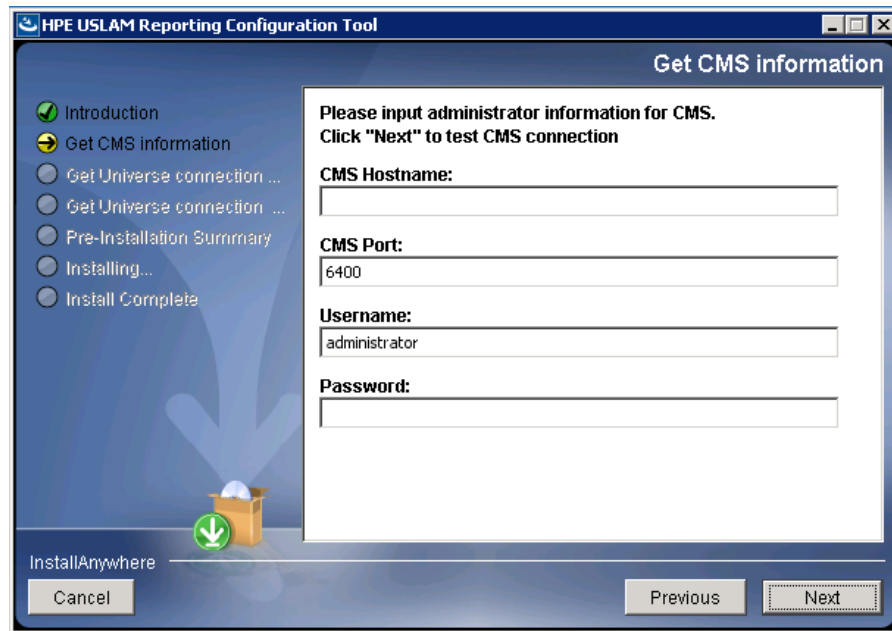 HPE USLAM Reporting Configuration Tool
Get CMS information
Introduction
Get CMS information
Get Universe connection ...
Get Universe connection ...
Pre-Installation Summary
Installing...
Install Complete
Please input administrator information for CMS.
Click "Next" to test CMS connection
CMS Hostname:
CMS Port:
6400
Username:
administrator
Password:
InstallAnywhere
Cancel
Previous
Next